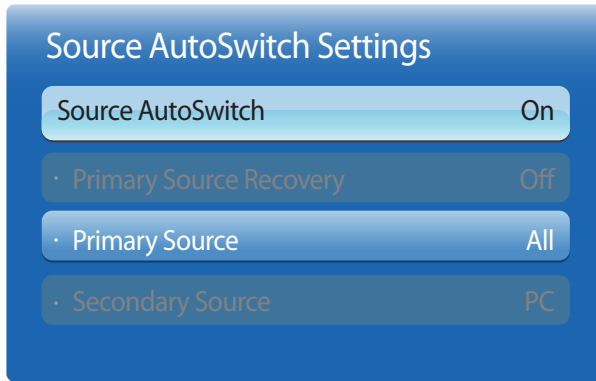 Source AutoSwitch Settings
Source AutoSwitch On
· Primary Source Recovery Off
· Primary Source All
· Secondary Source PC